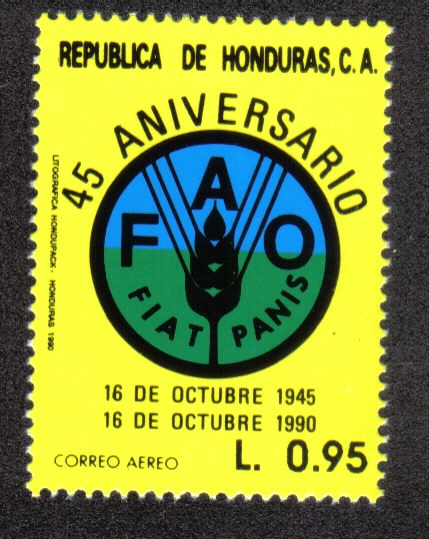 REPUBLICA DE HONDURAS, C.A.
45 ANIVERSARIO
FAO
FIAT PANIS
LITOGRAFICA HONDUPACK - HONDURAS 1990
16 DE OCTUBRE 1945
16 DE OCTUBRE 1990
CORREO AEREO
L. 0.95